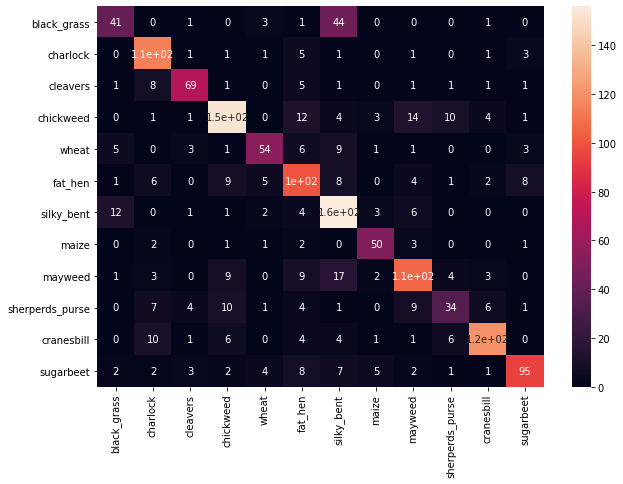 black_grass 41 0 1 0 3 1 44 0 0 0 1 0
charlock 0 1.1e+02 1 1 1 5 1 0 1 0 1 3
cleavers 1 8 69 1 0 5 1 0 1 1 1 1
chickweed 0 1 1 1.5e+02 0 12 4 3 14 10 4 1
wheat 5 0 3 1 54 6 9 1 1 0 0 3
fat_hen 1 6 0 9 5 1e+02 8 0 4 1 2 8
silky_bent 12 0 1 1 2 4 1.6e+02 3 6 0 0 0
maize 0 2 0 1 1 2 0 50 3 0 0 1
mayweed 1 3 0 9 0 9 17 2 1.1e+02 4 3 0
sherperds_purse 0 7 4 10 1 4 1 0 9 34 6 1
cranesbill 0 10 1 6 0 4 4 1 1 6 1.2e+02 0
sugarbeet 2 2 3 2 4 8 7 5 2 1 1 95
black_grass charlock cleavers chickweed wheat fat_hen silky_bent maize mayweed sherperds_purse cranesbill sugarbeet
140
120
100
80
60
40
20
0